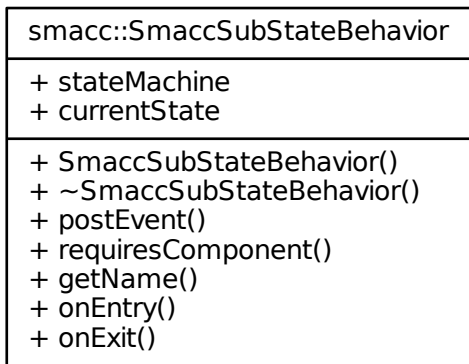 smacc::SmaccSubStateBehavior
+ stateMachine
+ currentState
+ SmaccSubStateBehavior()
+ ~SmaccSubStateBehavior()
+ postEvent()
+ requiresComponent()
+ getName()
+ onEntry()
+ onExit()